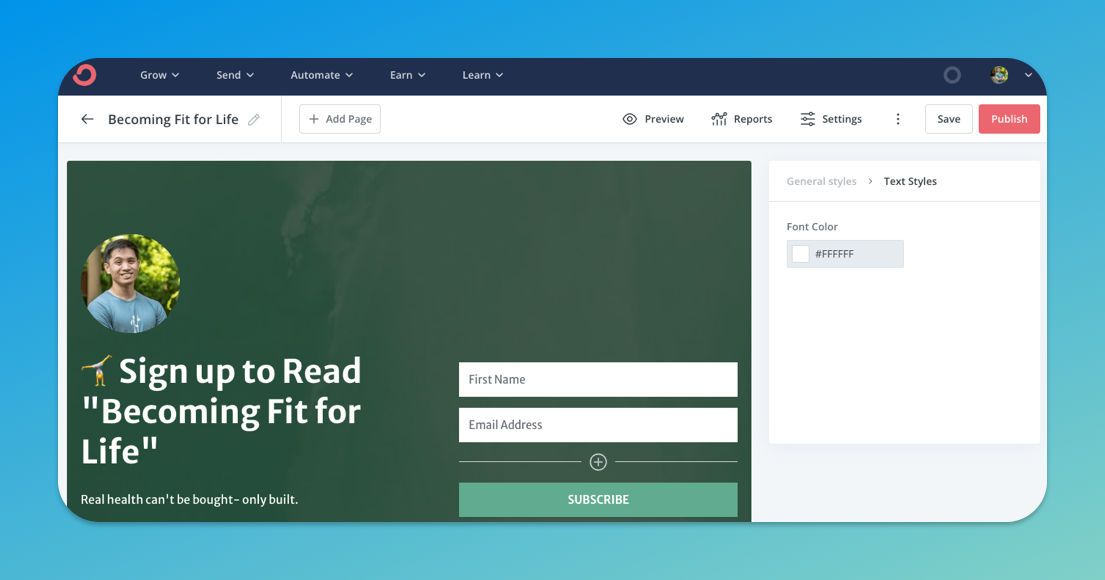 Grow Send Automate Earn Learn
Becoming Fit for Life + Add Page Preview Reports Settings Save Publish
General styles > Text Styles
Font Color
#FFFFFF
Sign up to Read
"Becoming Fit for
Life"
Real health can't be bought– only built.
First Name
Email Address
SUBSCRIBE